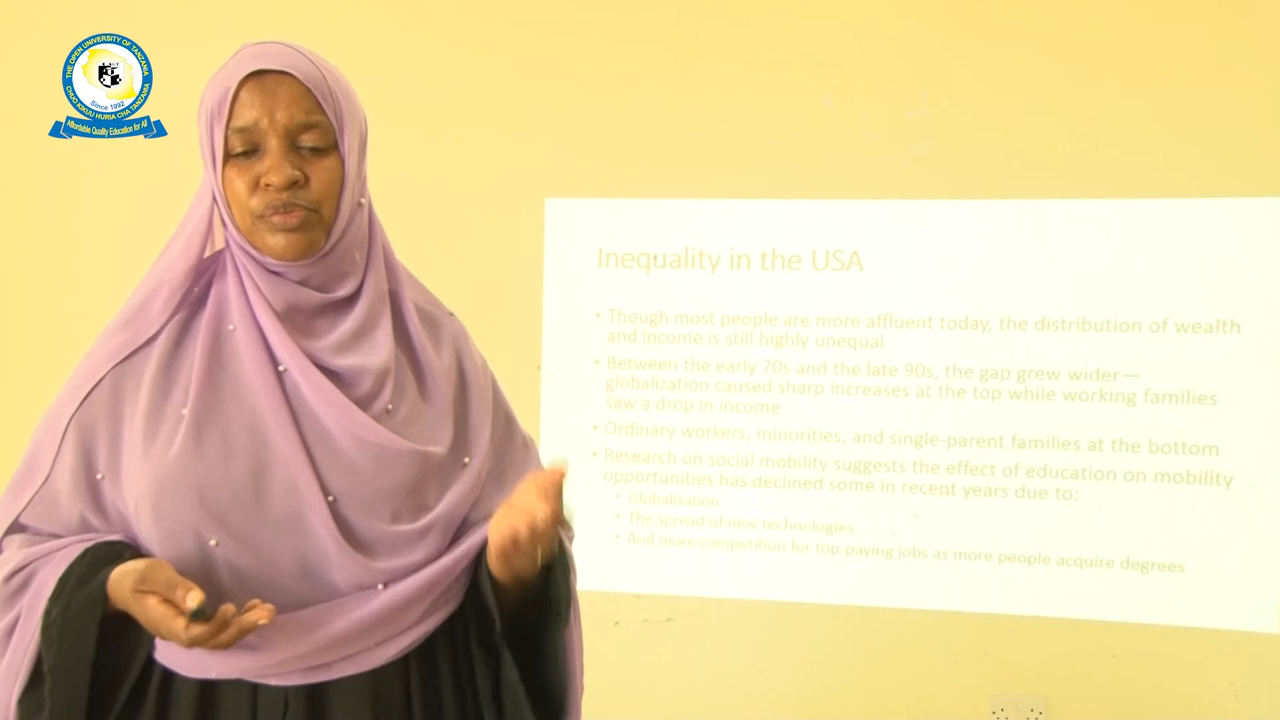 THE OPEN UNIVERSITY OF TANZANIA
CHUO KIKUU HURIA CHA TANZANIA
Since 1992
Affordable Quality Education for All
Inequality in the USA
• Though most people are more affluent today, the distribution of wealth
and income is still highly unequal
• Between the early 70s and the late 90s, the gap grew wider—
globalization caused sharp increases at the top while working families
saw a drop in income
• Ordinary workers, minorities, and single-parent families at the bottom
• Research on social mobility suggests the effect of education on mobility
opportunities has declined some in recent years due to:
• Globalization
• The spread of new technologies
• And more competition for top-paying jobs as more people acquire degrees